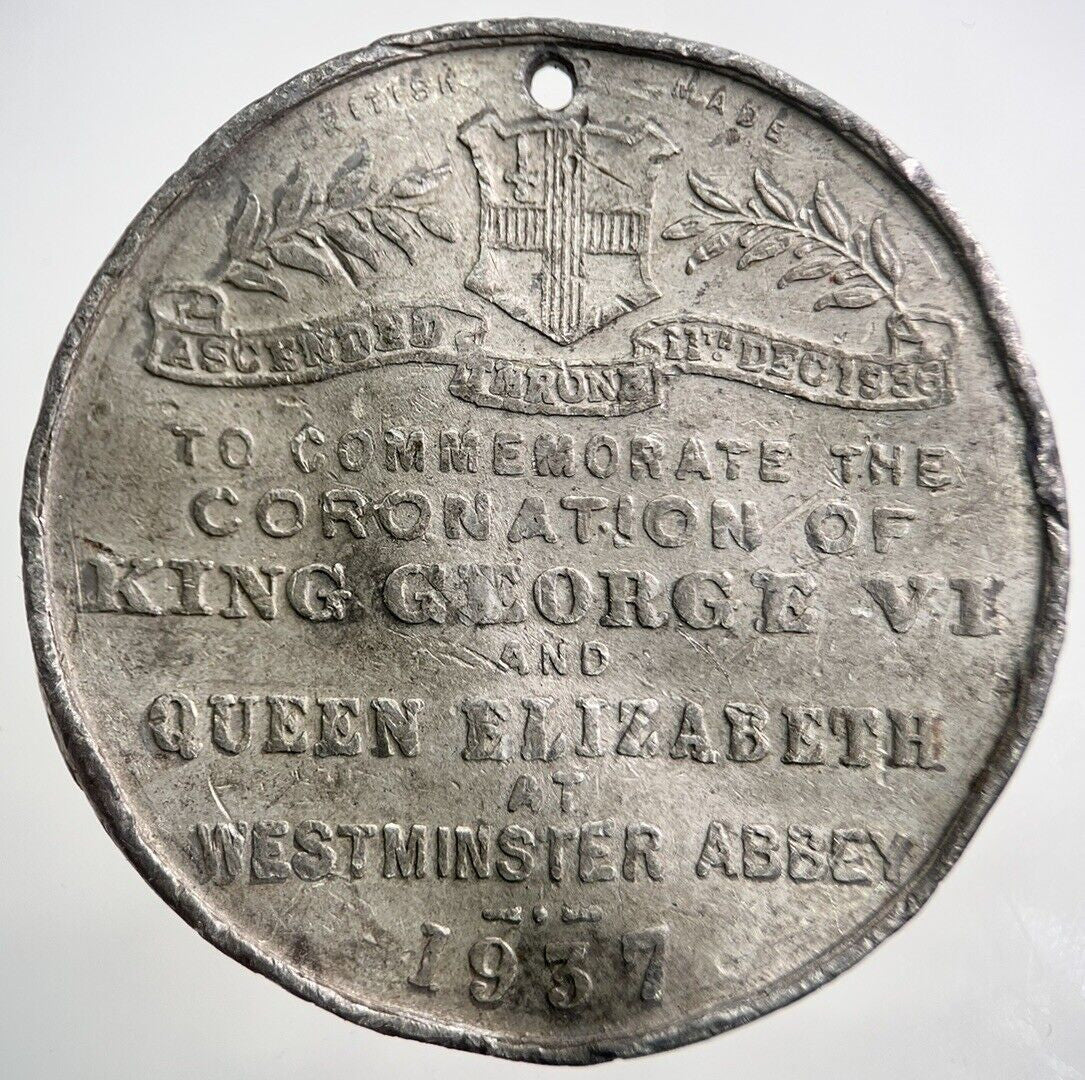 BRITISH MADE
ASCENDED THRONE 11TH DEC 1936
TO COMMEMORATE THE
CORONATION OF
KING GEORGE VI
AND
QUEEN ELIZABETH
AT
WESTMINSTER ABBEY
1937